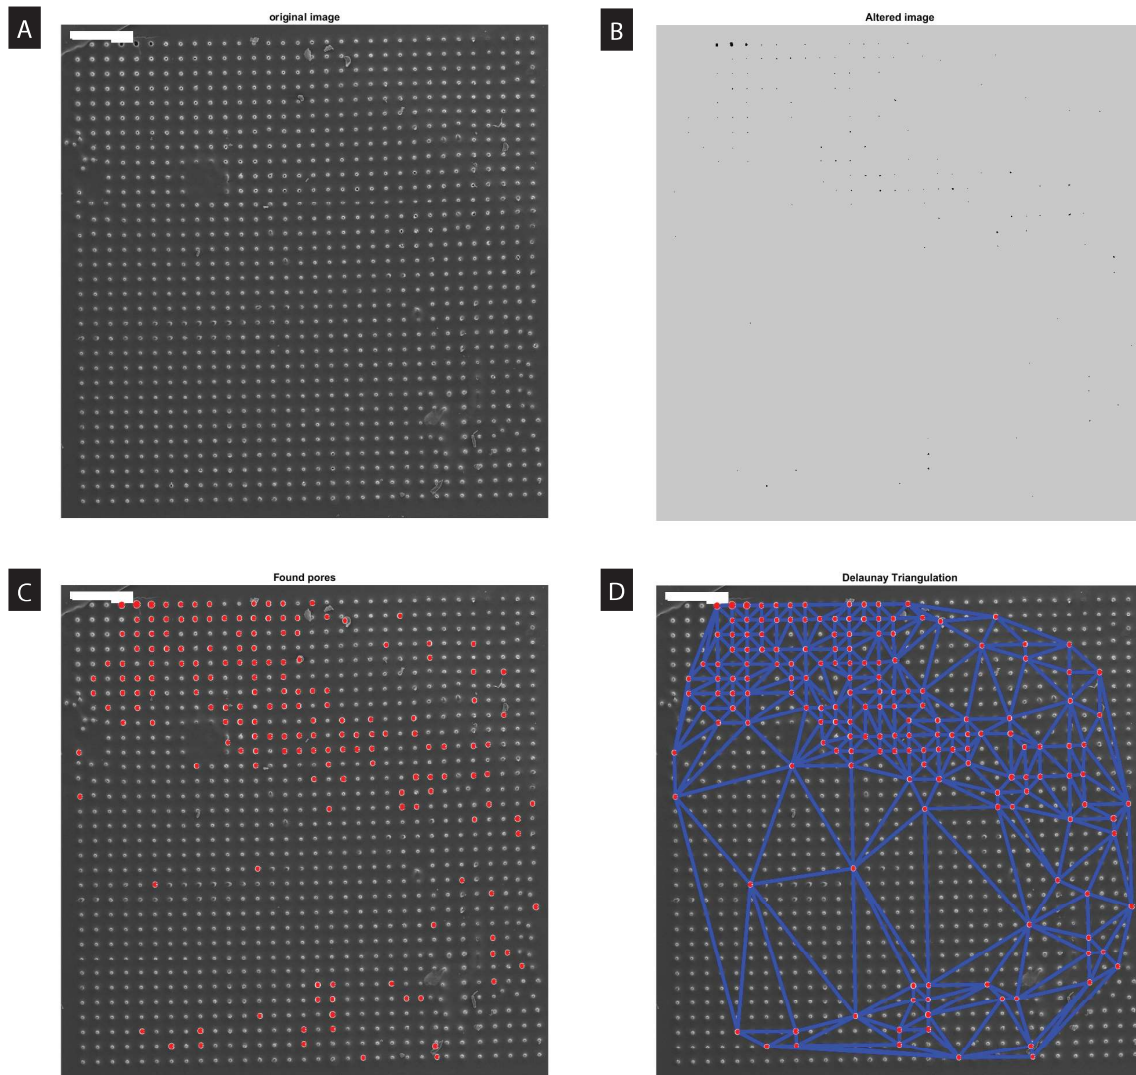 A
original image
B
Altered image
C
Found pores
D
Delaunay Triangulation